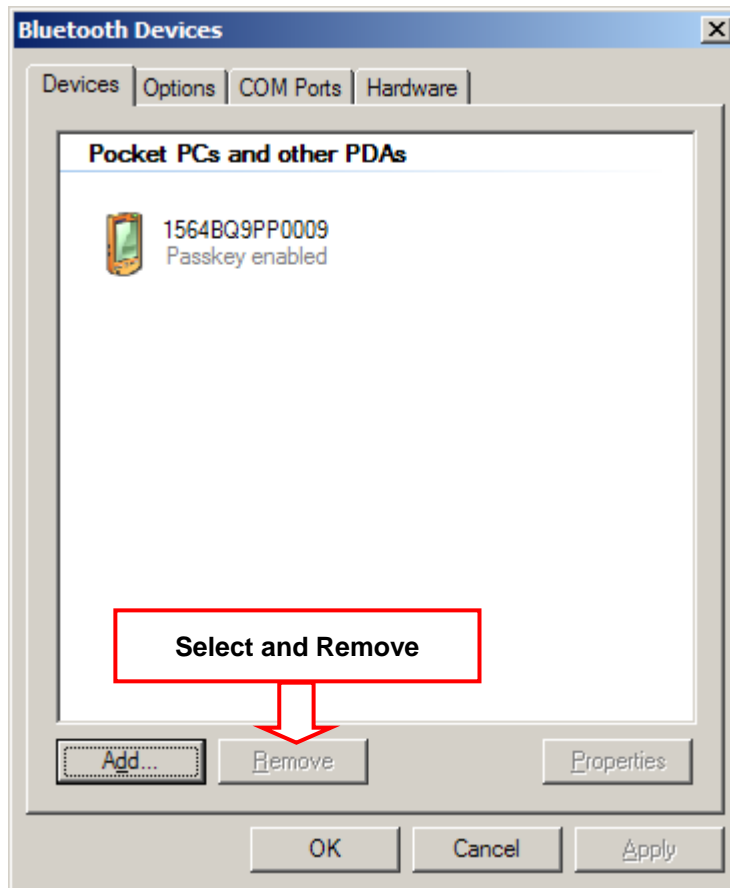 Bluetooth Devices
Devices Options COM Ports Hardware
Pocket PCs and other PDAs
1564BQ9PP0009
Passkey enabled
Select and Remove
Add... Remove Properties
OK Cancel Apply